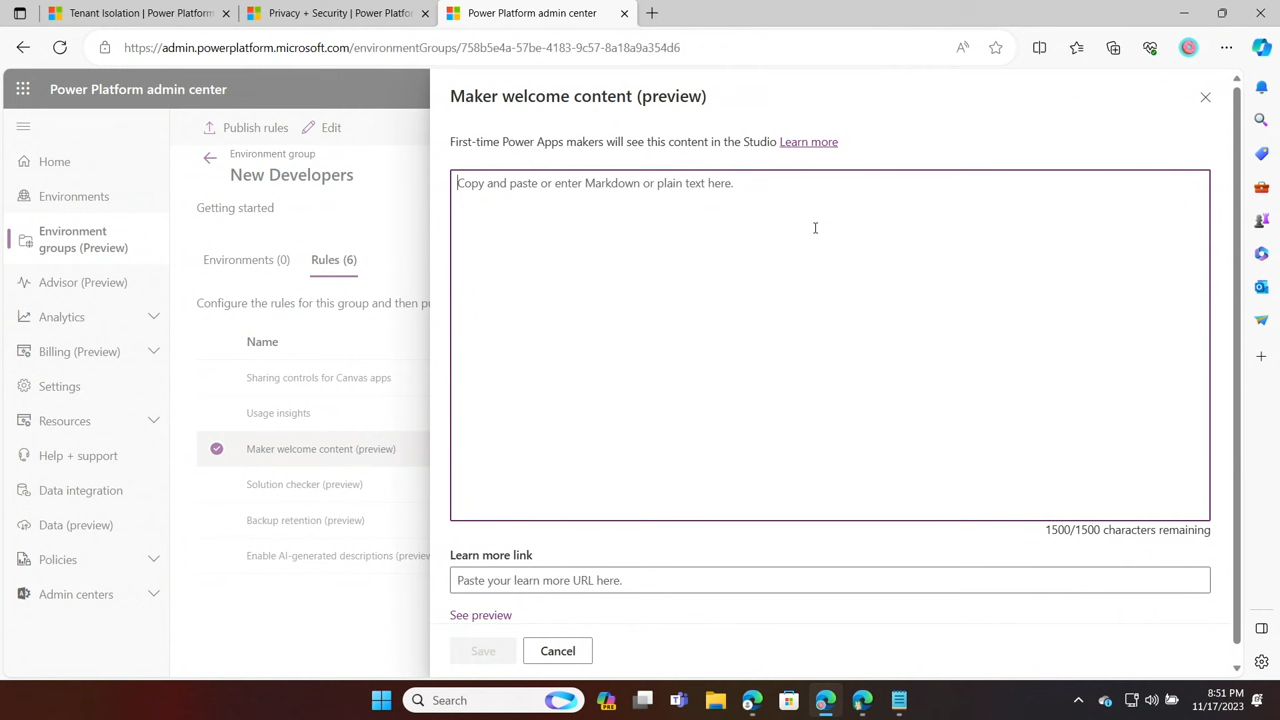 Tenant Isolation | Power Platform
Privacy + Security | Power Platfor
Power Platform admin center
https://admin.powerplatform.microsoft.com/environmentGroups/758b5e4a-57be-4183-9c57-8a18a9a354d6
Power Platform admin center
Home
Environments
Environment
groups (Preview)
Advisor (Preview)
Analytics
Billing (Preview)
Settings
Resources
Help + support
Data integration
Data (preview)
Policies
Admin centers
Publish rules
Edit
Environment group
New Developers
Getting started
Environments (0)
Rules (6)
Configure the rules for this group and then pu
Name
Sharing controls for Canvas apps
Usage insights
Maker welcome content (preview)
Solution checker (preview)
Backup retention (preview)
Enable AI-generated descriptions (preview
Maker welcome content (preview)
First-time Power Apps makers will see this content in the Studio Learn more
Copy and paste or enter Markdown or plain text here.
1500/1500 characters remaining
Learn more link
Paste your learn more URL here.
See preview
Save
Cancel
Search
PRE
8:51 PM
11/17/2023